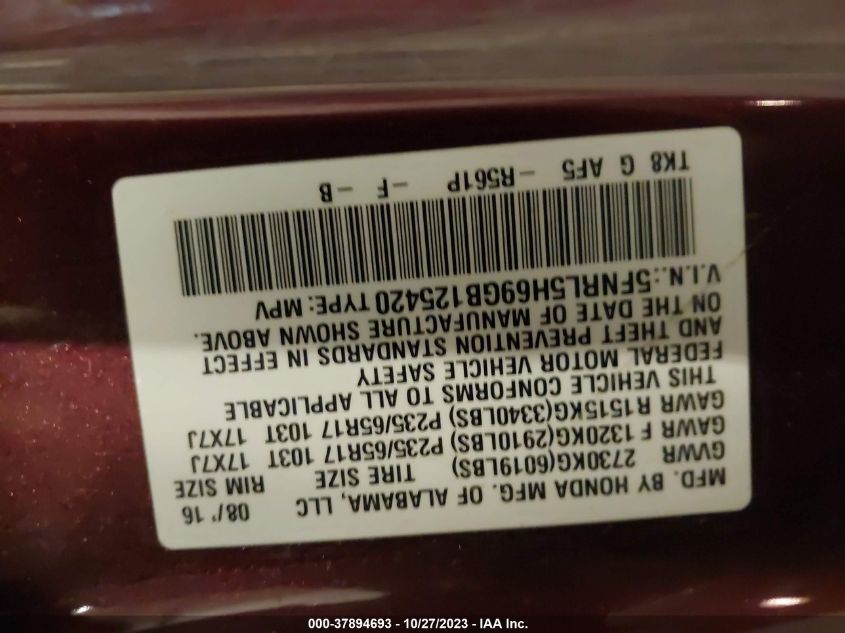 MFD. BY HONDA MFG. OF ALABAMA, LLC 08/'16
GVWR 2730KG(6019LBS) TIRE SIZE RIM SIZE
GAWR F 1320KG(2910LBS) P235/65R17 103T 17X7J
GAWR R1515KG(3340LBS) P235/65R17 103T 17X7J
THIS VEHICLE CONFORMS TO ALL APPLICABLE
FEDERAL MOTOR VEHICLE SAFETY
AND THEFT PREVENTION STANDARDS IN EFFECT
ON THE DATE OF MANUFACTURE SHOWN ABOVE.
V.I.N.:5FNRL5H69GB125420 TYPE: MPV
TK8 G AF5 -R561P -F -B
000-37894693 - 10/27/2023 - IAA Inc.